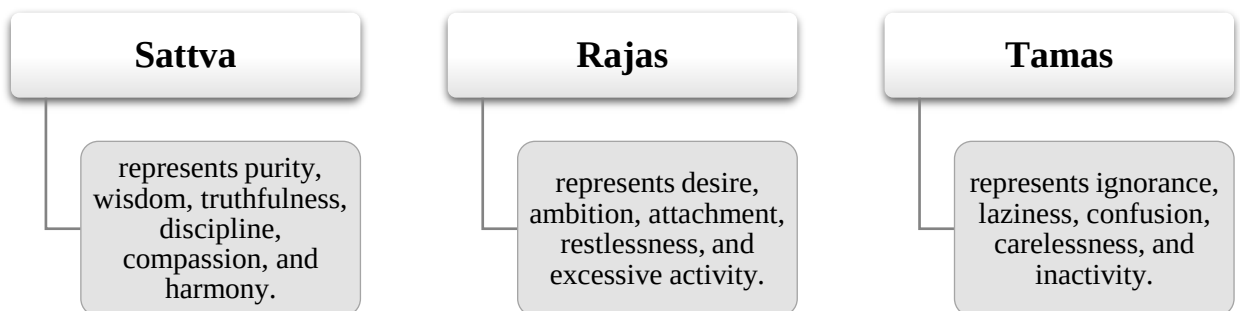 Sattva
represents purity,
wisdom, truthfulness,
discipline,
compassion, and
harmony.
Rajas
represents desire,
ambition, attachment,
restlessness, and
excessive activity.
Tamas
represents ignorance,
laziness, confusion,
carelessness, and
inactivity.